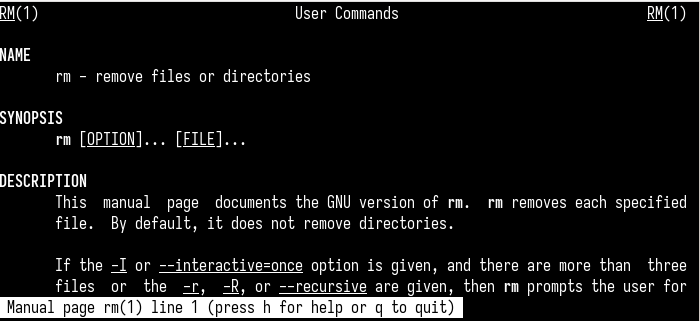 RM(1) User Commands RM(1)
NAME
rm - remove files or directories
SYNOPSIS
rm [OPTION]... [FILE]...
DESCRIPTION
This manual page documents the GNU version of rm. rm removes each specified
file. By default, it does not remove directories.
If the -I or --interactive=once option is given, and there are more than three
files or the -r, -R, or --recursive are given, then rm prompts the user for
Manual page rm(1) line 1 (press h for help or q to quit)